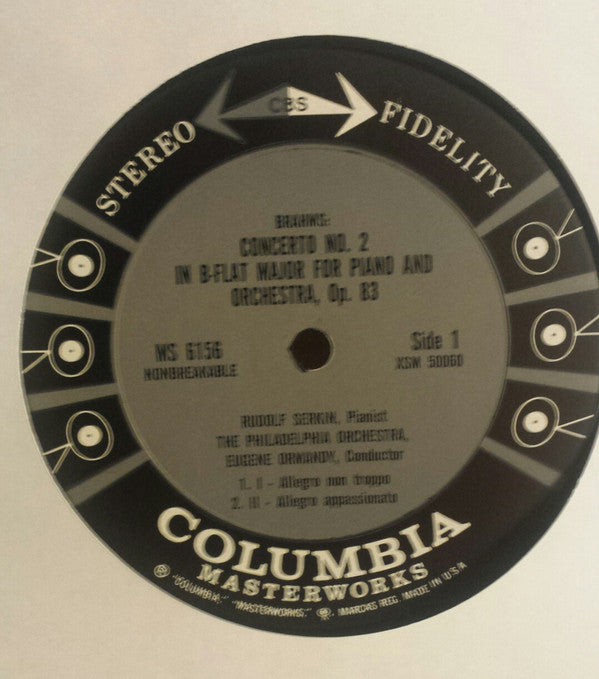 STEREO CBS FIDELITY
BRAHMS:
CONCERTO NO. 2
IN B-FLAT MAJOR FOR PIANO AND
ORCHESTRA, Op. 83
MS 6156
NONBREAKABLE
Side 1
XSM 50060
RUDOLF SERKIN, Pianist
THE PHILADELPHIA ORCHESTRA,
EUGENE ORMANDY, Conductor
1. I - Allegro non troppo
2. II - Allegro appassionato
COLUMBIA
MASTERWORKS
® "COLUMBIA," "MASTERWORKS," MARCAS REG. MADE IN U.S.A